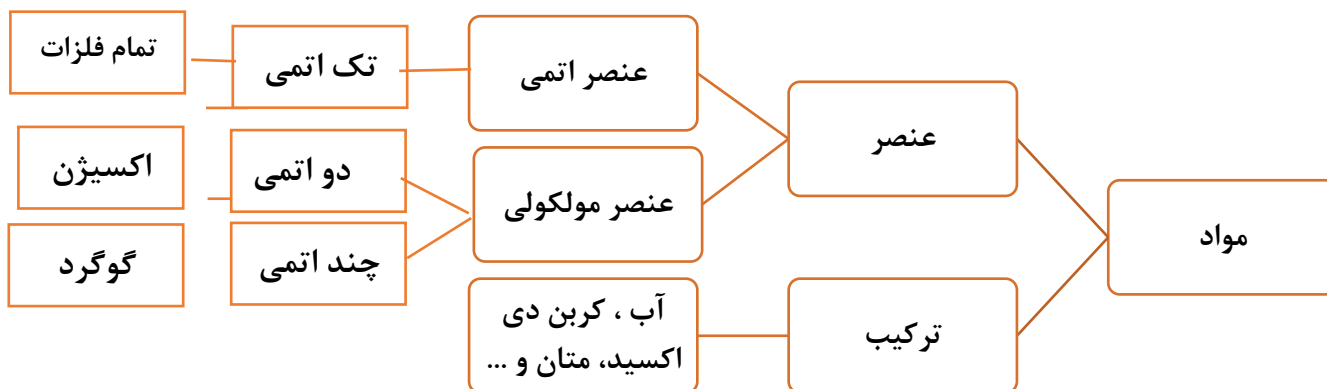 مواد
عنصر
ترکیب
عنصر اتمی
عنصر مولکولی
آب ، کربن دی
اکسید، متان و ...
تک اتمی
دو اتمی
چند اتمی
تمام فلزات
اکسیژن
گوگرد